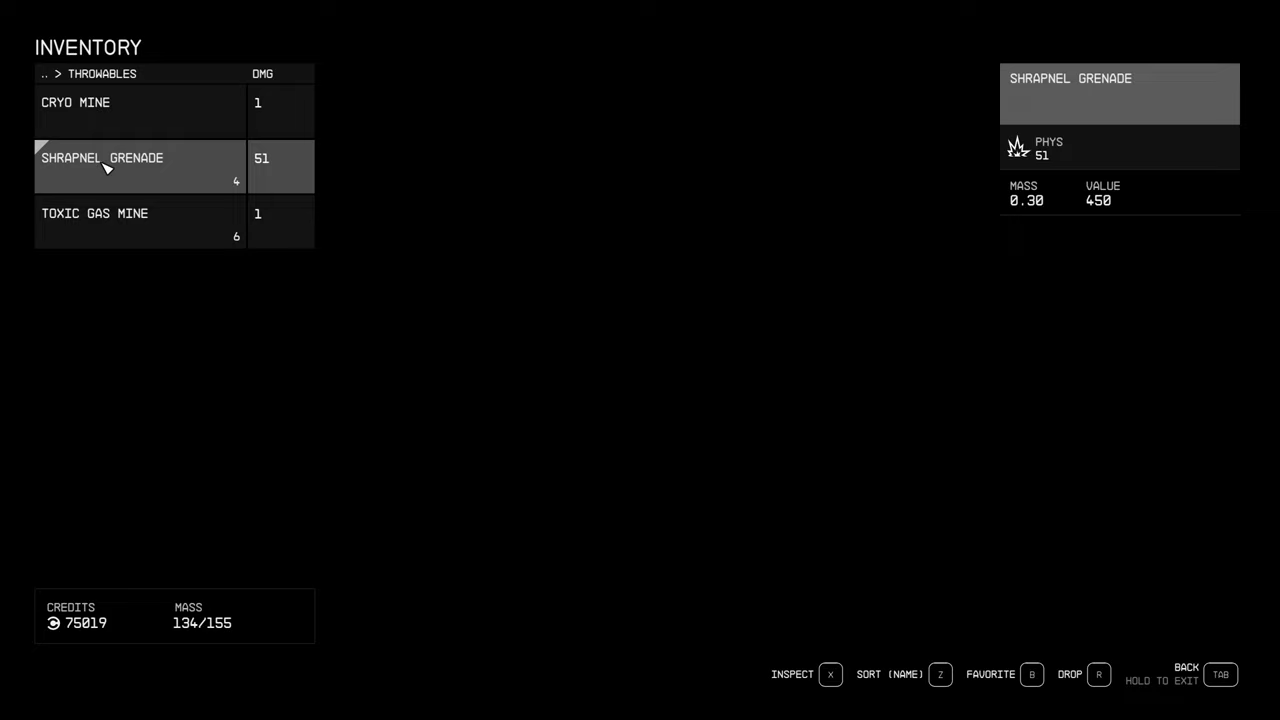 INVENTORY
.. > THROWABLES DMG
CRYO MINE 1
SHRAPNEL GRENADE 51
4
TOXIC GAS MINE 1
6
SHRAPNEL GRENADE
PHYS
51
MASS VALUE
0.30 450
CREDITS MASS
75019 134/155
INSPECT X SORT (NAME) Z FAVORITE B DROP R BACK TAB
HOLD TO EXIT